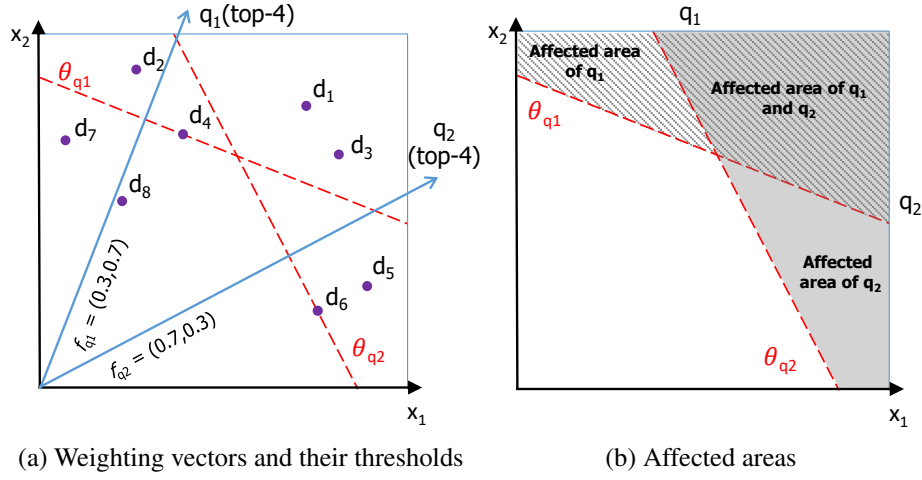 x2
q1(top-4)
θq1
d2
d1
d4
d7
d3
q2
(top-4)
d8
fq1 = (0.3,0.7)
fq2 = (0.7,0.3)
d5
d6
θq2
x1
(a) Weighting vectors and their thresholds
x2
q1
Affected area
of q1
Affected area of q1
and q2
θq1
q2
Affected
area of q2
θq2
x1
(b) Affected areas